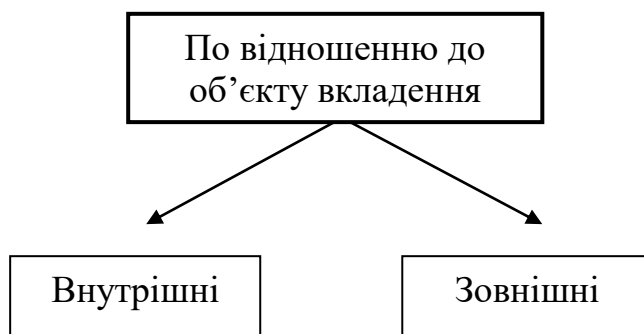 По відношенню до
об’єкту вкладення
Внутрішні
Зовнішні